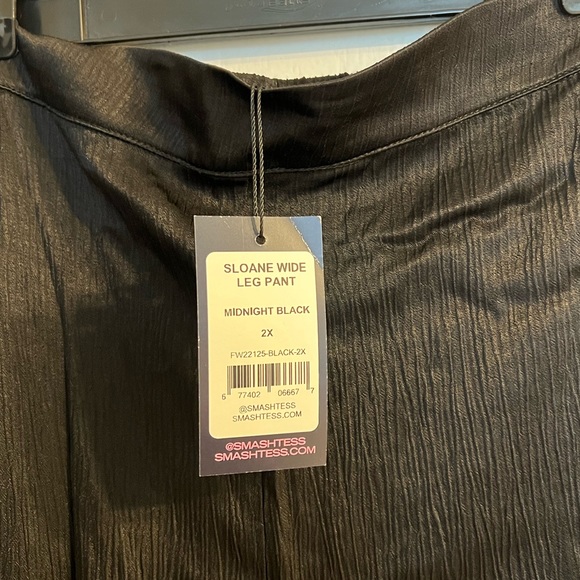 SLOANE WIDE
LEG PANT
MIDNIGHT BLACK
2X
FW22125-BLACK-2X
6 77402 06667 7
@SMASHTESS
SMASHTESS.COM
@SMASHTESS
SMASHTESS.COM